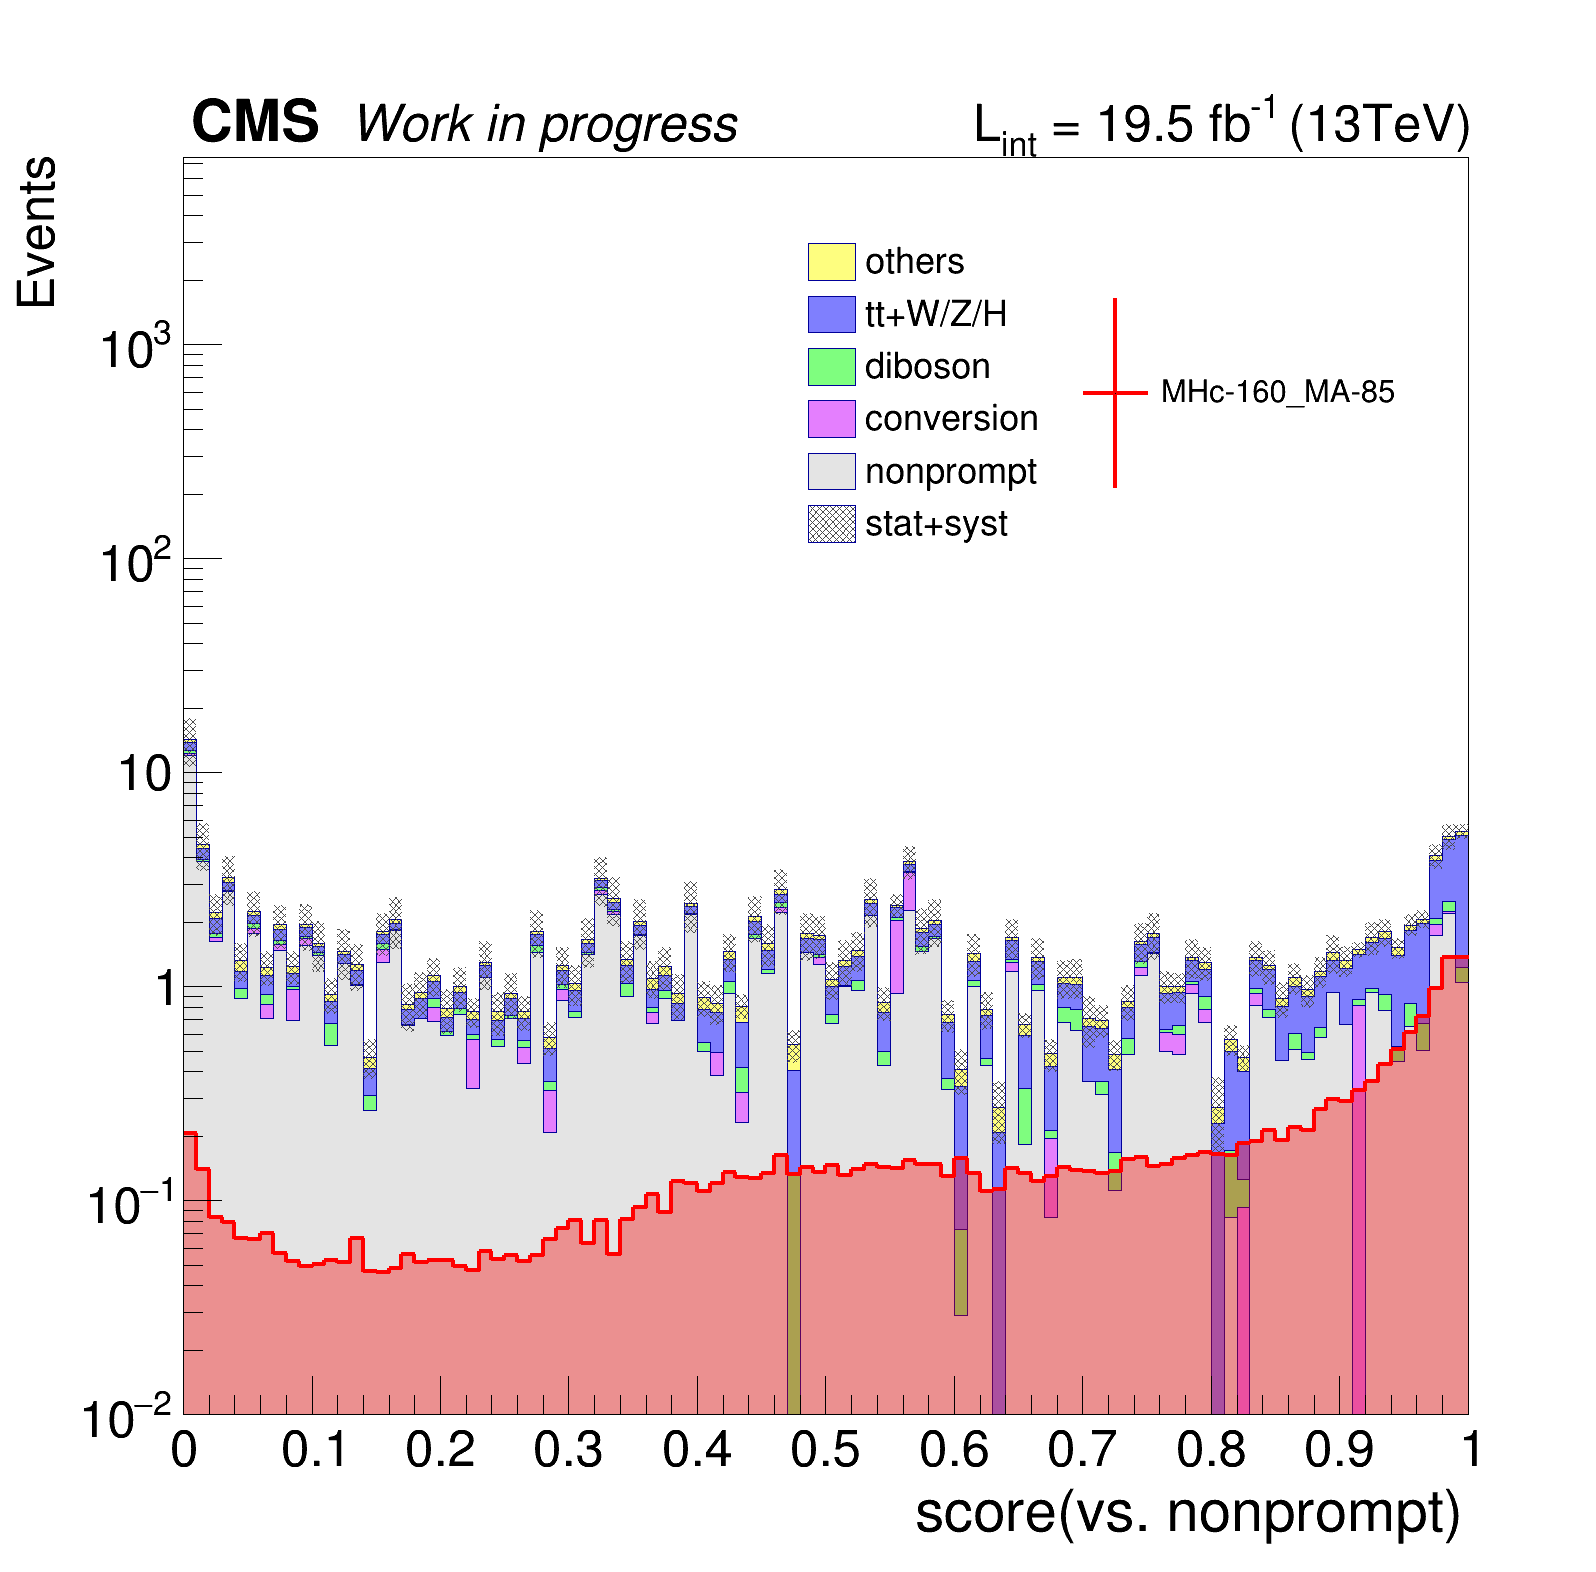 CMS Work in progress L_int = 19.5 fb^-1 (13TeV)
Events
others
tt+W/Z/H
diboson
conversion
nonprompt
stat+syst
MHc-160_MA-85
10^3
10^2
10
1
10^−1
10^−2
0 0.1 0.2 0.3 0.4 0.5 0.6 0.7 0.8 0.9 1
score(vs. nonprompt)